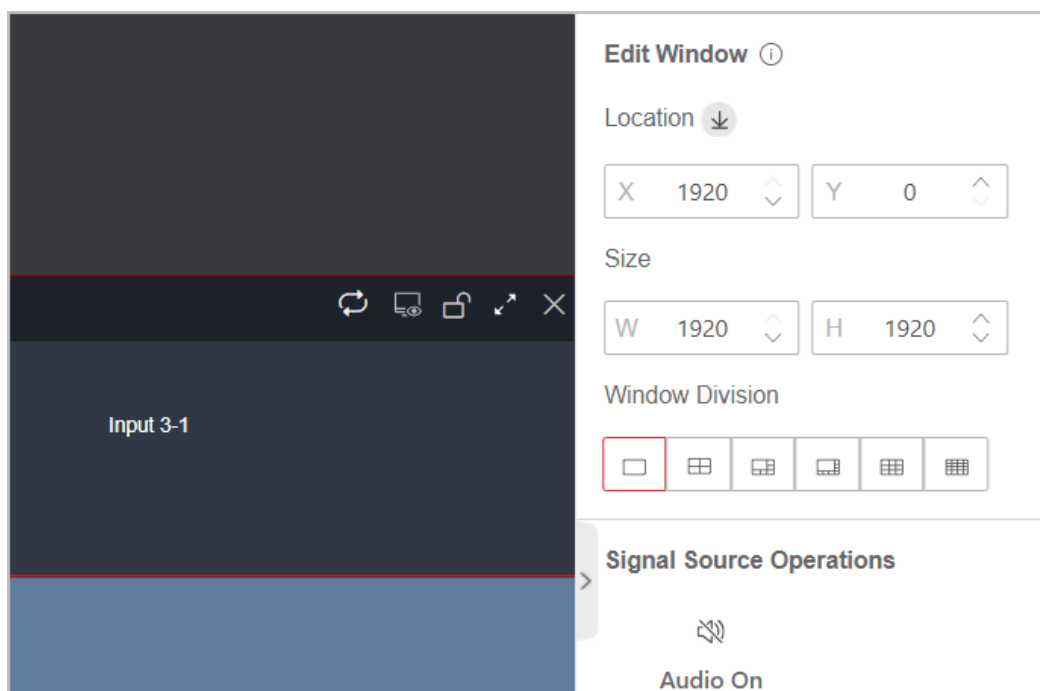 Edit Window
Location
X 1920 Y 0
Size
W 1920 H 1920
Window Division
Input 3-1
Signal Source Operations
Audio On